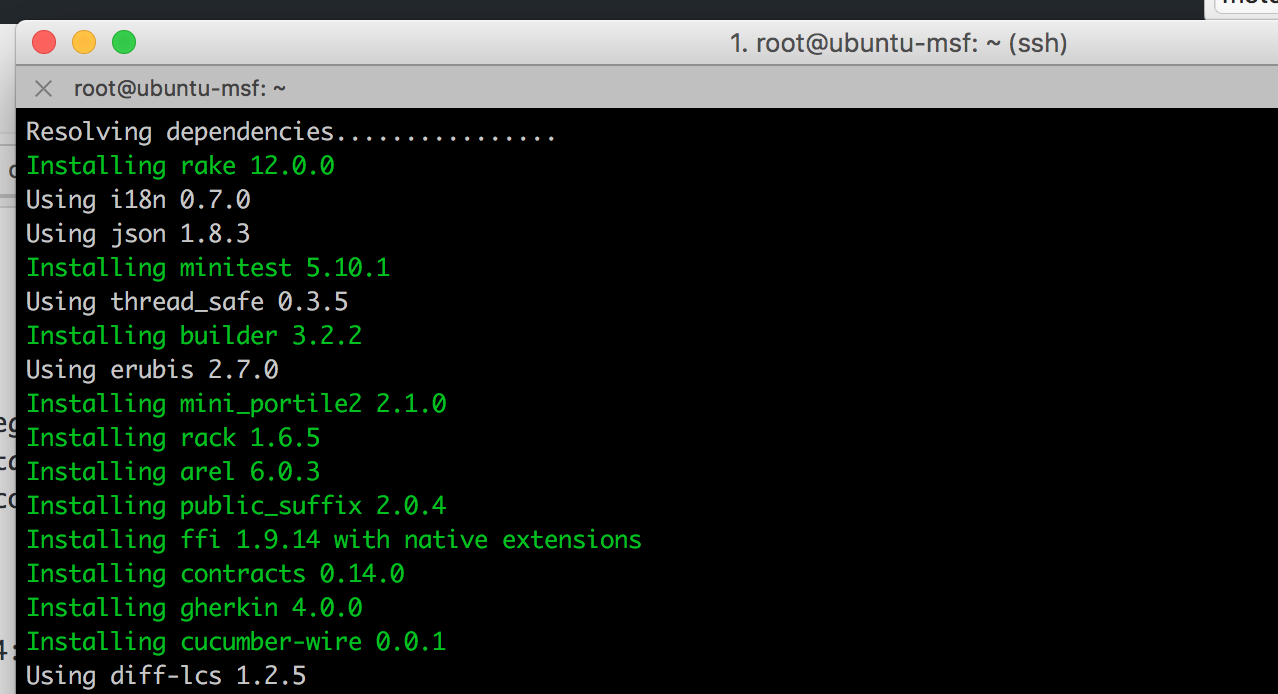 1. root@ubuntu-msf: ~ (ssh)
root@ubuntu-msf: ~
Resolving dependencies................
Installing rake 12.0.0
Using i18n 0.7.0
Using json 1.8.3
Installing minitest 5.10.1
Using thread_safe 0.3.5
Installing builder 3.2.2
Using erubis 2.7.0
Installing mini_portile2 2.1.0
Installing rack 1.6.5
Installing arel 6.0.3
Installing public_suffix 2.0.4
Installing ffi 1.9.14 with native extensions
Installing contracts 0.14.0
Installing gherkin 4.0.0
Installing cucumber-wire 0.0.1
Using diff-lcs 1.2.5